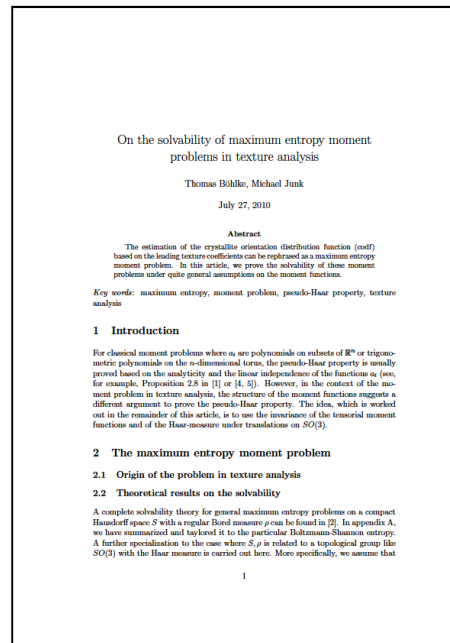 On the solvability of maximum entropy moment
problems in texture analysis
Thomas Böhlke, Michael Junk
July 27, 2010
Abstract
The estimation of the crystallite orientation distribution function (codf)
based on the leading texture coefficients can be rephrased as a maximum entropy
moment problem. In this article, we prove the solvability of these moment
problems under quite general assumptions on the moment functions.
Key words: maximum entropy, moment problem, pseudo-Haar property, texture
analysis
1 Introduction
For classical moment problems where aᵢ are polynomials on subsets of ℝⁿ or trigono-
metric polynomials on the n-dimensional torus, the pseudo-Haar property is usually
proved based on the analyticity and the linear independence of the functions aᵢ (see,
for example, Proposition 2.8 in [1] or [4, 5]). However, in the context of the mo-
ment problem in texture analysis, the structure of the moment functions suggests a
different argument to prove the pseudo-Haar property. The idea, which is worked
out in the remainder of this article, is to use the invariance of the tensorial moment
functions and of the Haar-measure under translations on SO(3).
2 The maximum entropy moment problem
2.1 Origin of the problem in texture analysis
2.2 Theoretical results on the solvability
A complete solvability theory for general maximum entropy problems on a compact
Hausdorff space S with a regular Borel measure ρ can be found in [2]. In appendix A,
we have summarized and taylored it to the particular Boltzmann-Shannon entropy.
A further specialization to the case where S, ρ is related to a topological group like
SO(3) with the Haar measure is carried out here. More specifically, we assume that
1